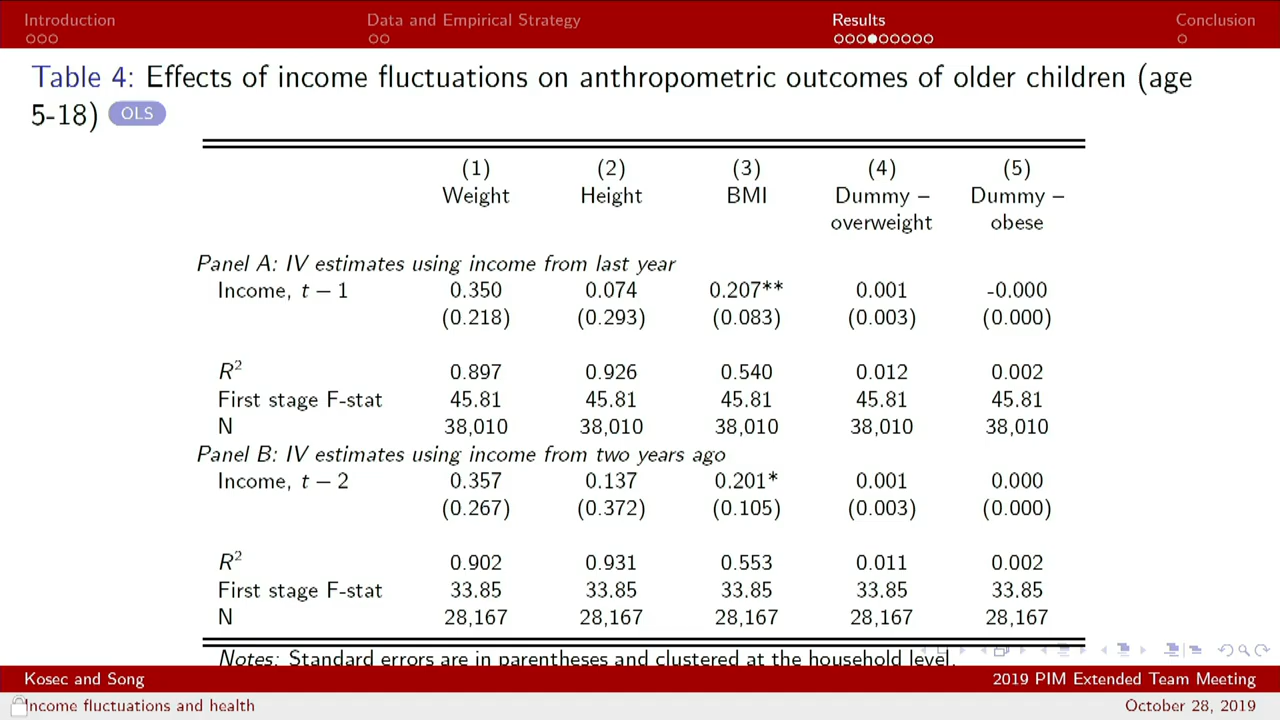 Introduction Data and Empirical Strategy Results Conclusion
Table 4: Effects of income fluctuations on anthropometric outcomes of older children (age
5-18) OLS
(1) (2) (3) (4) (5)
Weight Height BMI Dummy – Dummy –
overweight obese
Panel A: IV estimates using income from last year
Income, t − 1 0.350 0.074 0.207** 0.001 -0.000
(0.218) (0.293) (0.083) (0.003) (0.000)
R² 0.897 0.926 0.540 0.012 0.002
First stage F-stat 45.81 45.81 45.81 45.81 45.81
N 38,010 38,010 38,010 38,010 38,010
Panel B: IV estimates using income from two years ago
Income, t − 2 0.357 0.137 0.201* 0.001 0.000
(0.267) (0.372) (0.105) (0.003) (0.000)
R² 0.902 0.931 0.553 0.011 0.002
First stage F-stat 33.85 33.85 33.85 33.85 33.85
N 28,167 28,167 28,167 28,167 28,167
Notes: Standard errors are in parentheses and clustered at the household level.
Kosec and Song 2019 PIM Extended Team Meeting
Income fluctuations and health October 28, 2019